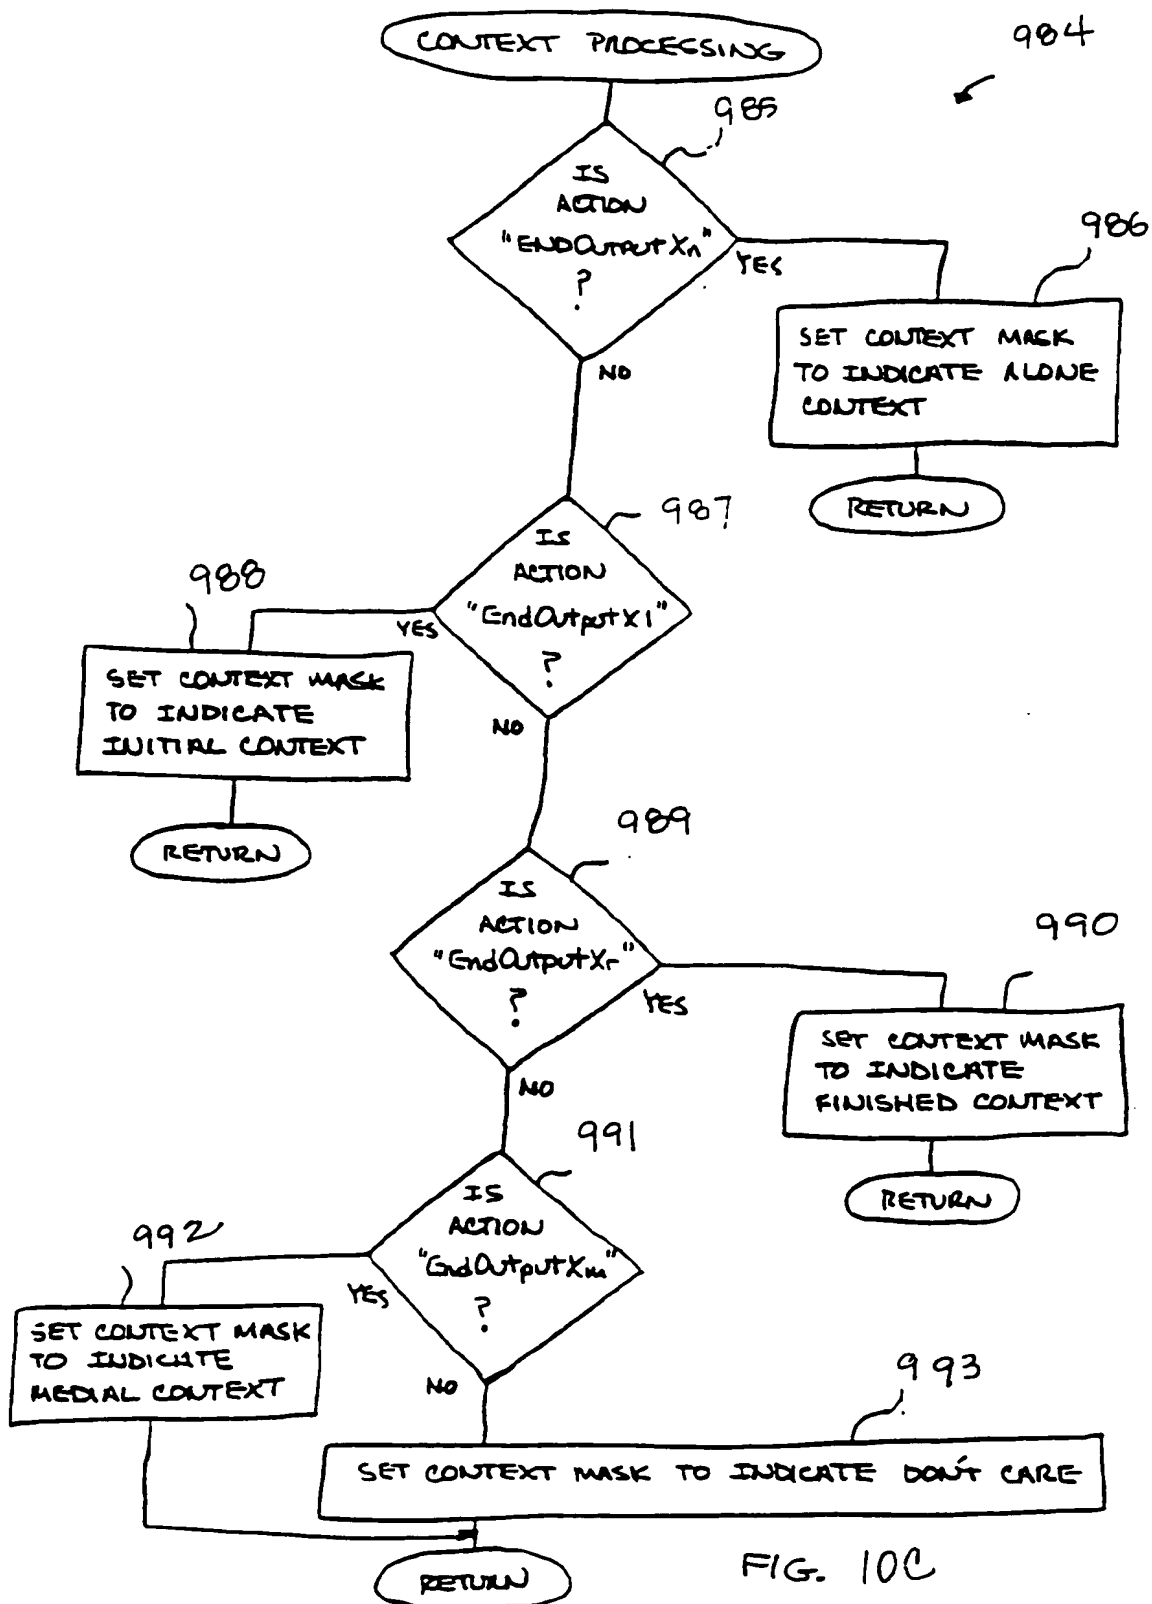 CONTEXT PROCESSING
984
985
IS
ACTION
"ENDOutputXn"
?
YES
NO
986
SET CONTEXT MASK
TO INDICATE ALONE
CONTEXT
RETURN
987
IS
ACTION
"EndOutputXl"
?
YES
NO
988
SET CONTEXT MASK
TO INDICATE
INITIAL CONTEXT
RETURN
989
IS
ACTION
"EndOutputXr"
?
YES
NO
990
SET CONTEXT MASK
TO INDICATE
FINISHED CONTEXT
RETURN
991
IS
ACTION
"EndOutputXm"
?
YES
NO
992
SET CONTEXT MASK
TO INDICATE
MEDIAL CONTEXT
993
SET CONTEXT MASK TO INDICATE DON'T CARE
RETURN
FIG. 10C